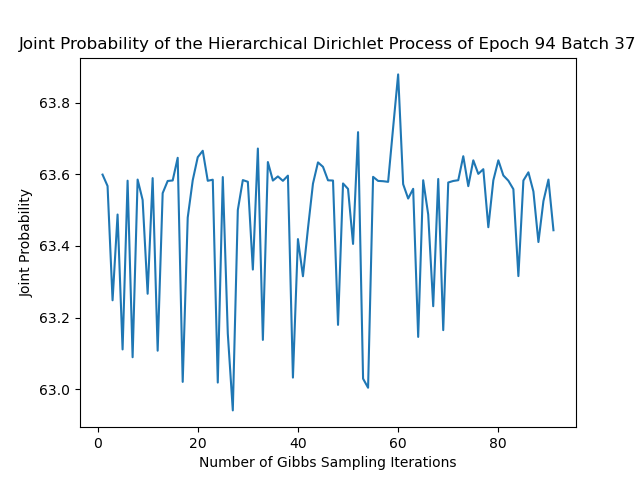 Joint Probability of the Hierarchical Dirichlet Process of Epoch 94 Batch 37
63.8
63.6
63.4
63.2
63.0
Joint Probability
0 20 40 60 80
Number of Gibbs Sampling Iterations